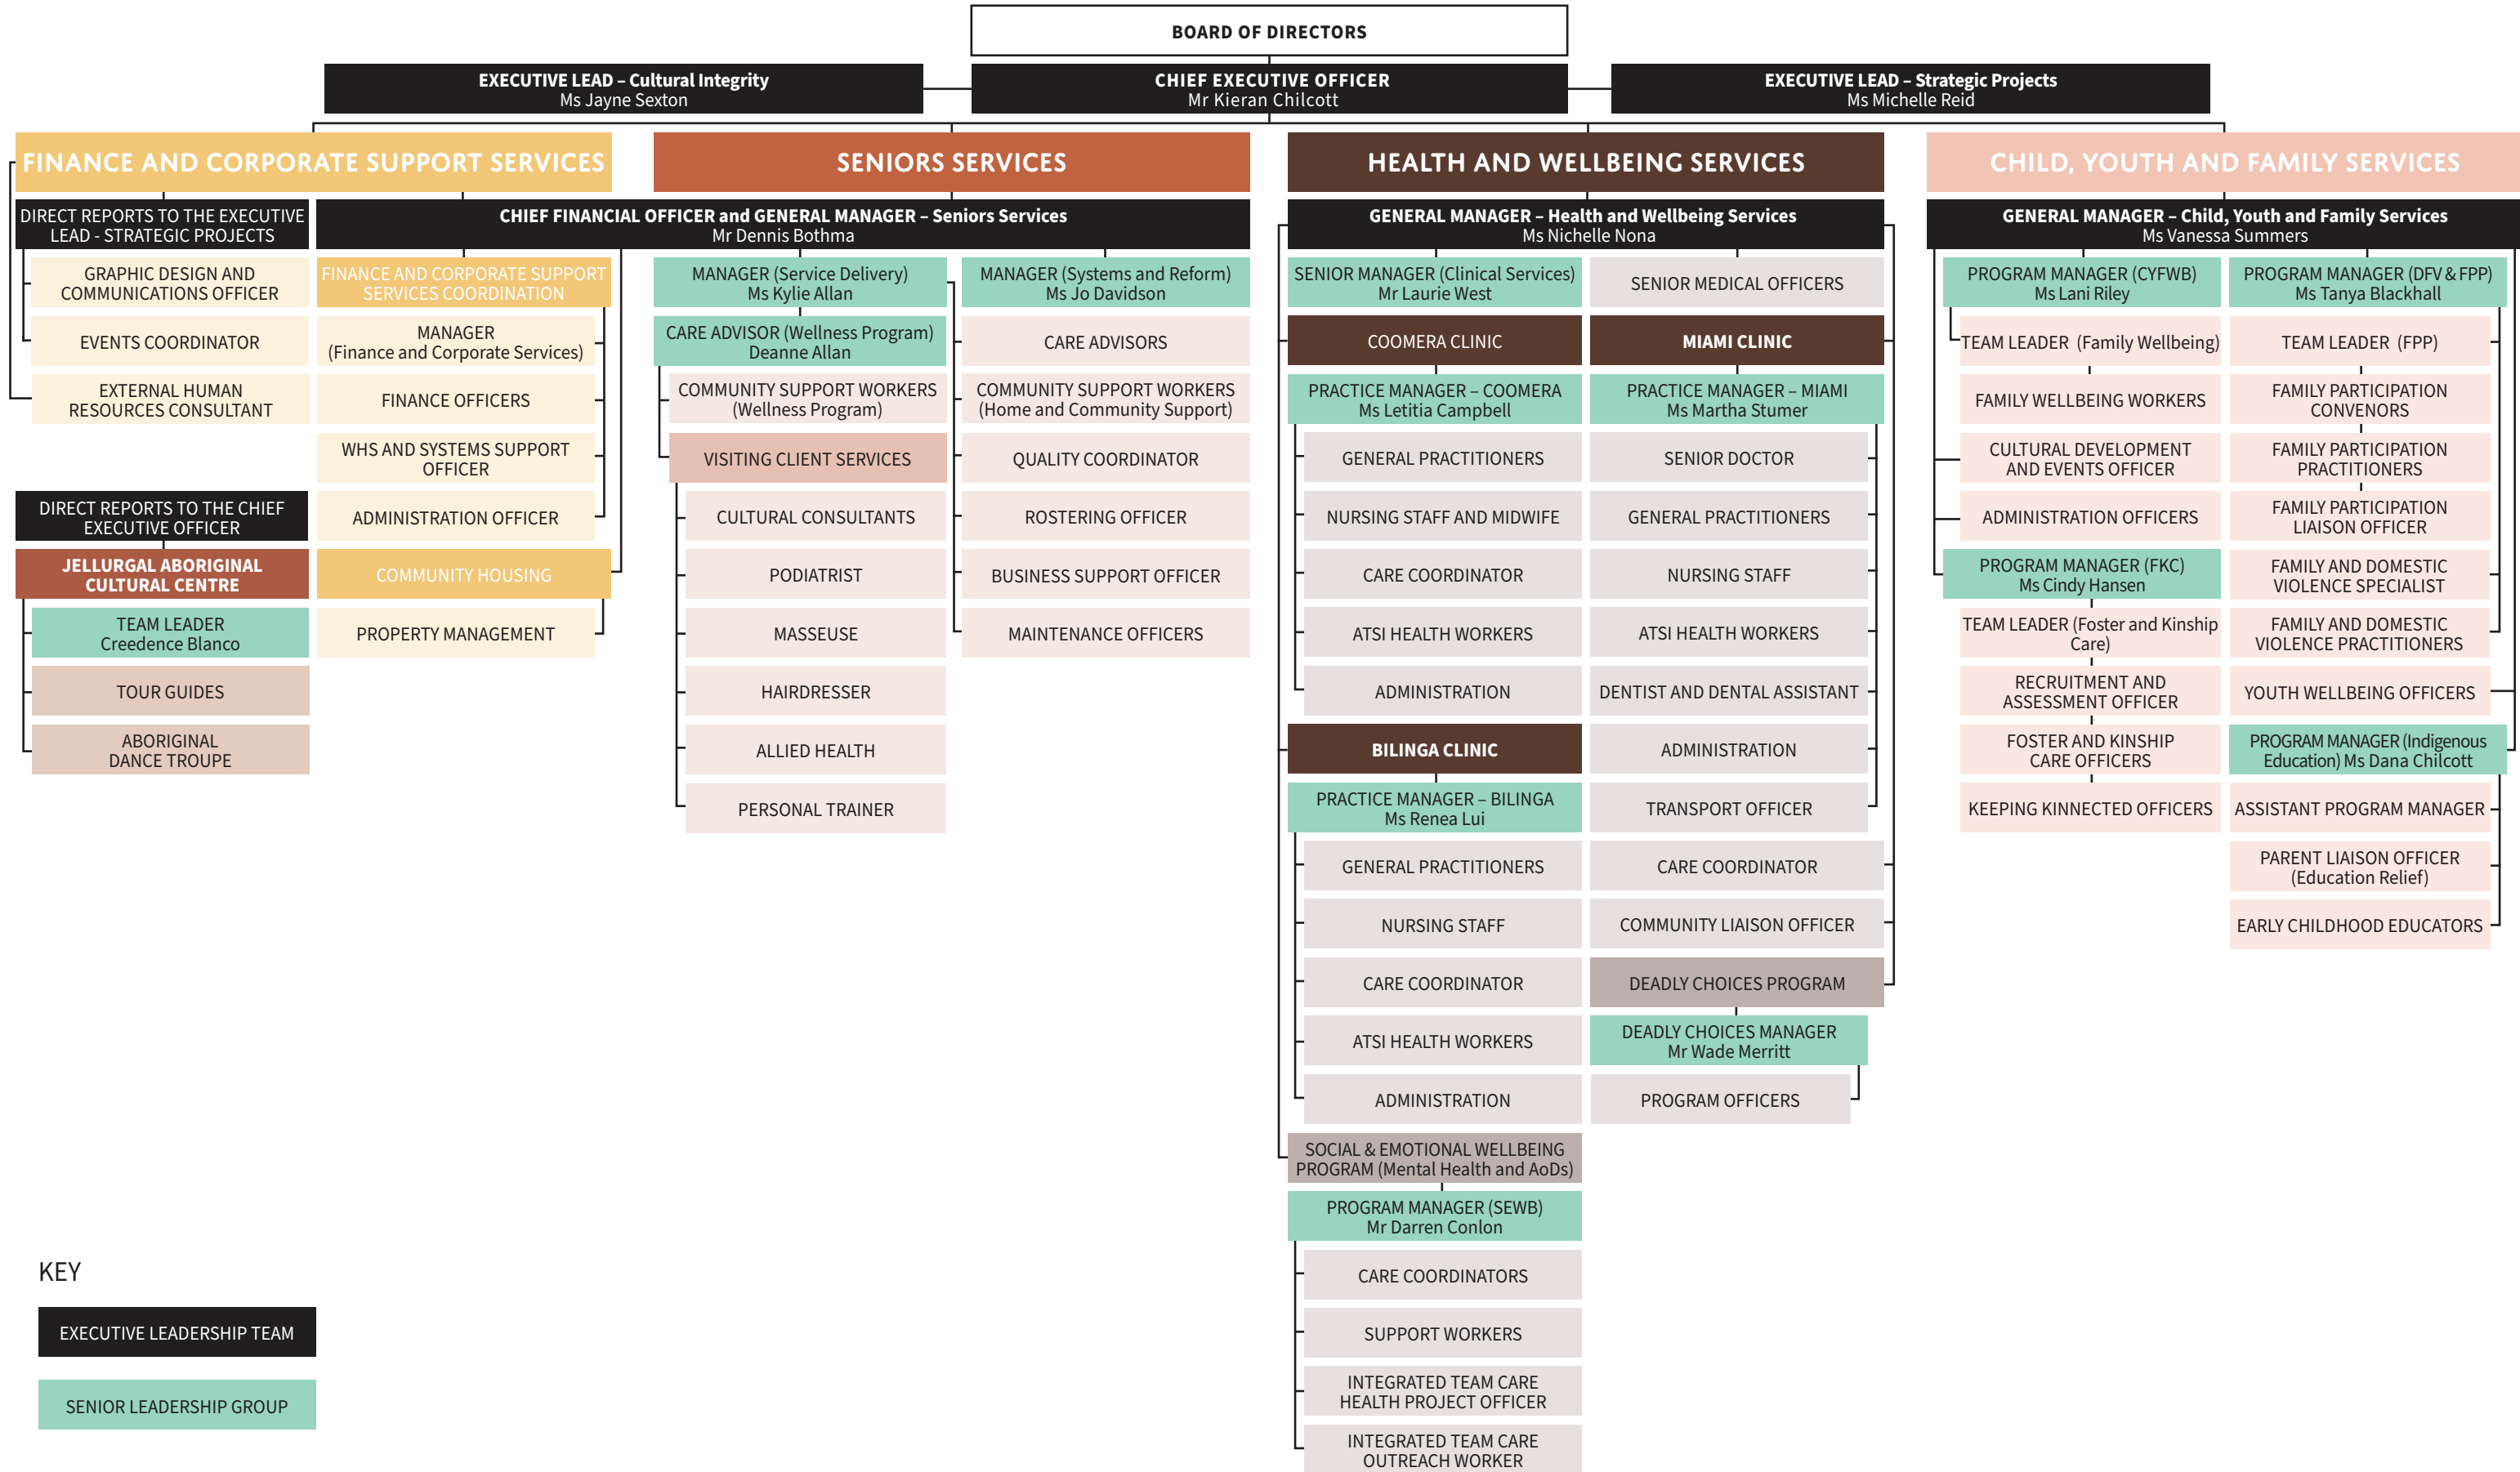 BOARD OF DIRECTORS
EXECUTIVE LEAD – Cultural Integrity
Ms Jayne Sexton
CHIEF EXECUTIVE OFFICER
Mr Kieran Chilcott
EXECUTIVE LEAD – Strategic Projects
Ms Michelle Reid
FINANCE AND CORPORATE SUPPORT SERVICES
DIRECT REPORTS TO THE EXECUTIVE
LEAD - STRATEGIC PROJECTS
GRAPHIC DESIGN AND
COMMUNICATIONS OFFICER
EVENTS COORDINATOR
EXTERNAL HUMAN
RESOURCES CONSULTANT
DIRECT REPORTS TO THE CHIEF
EXECUTIVE OFFICER
JELLURGAL ABORIGINAL
CULTURAL CENTRE
TEAM LEADER
Creedence Blanco
TOUR GUIDES
ABORIGINAL
DANCE TROUPE
SENIORS SERVICES
CHIEF FINANCIAL OFFICER and GENERAL MANAGER – Seniors Services
Mr Dennis Bothma
FINANCE AND CORPORATE SUPPORT
SERVICES COORDINATION
MANAGER
(Finance and Corporate Services)
FINANCE OFFICERS
WHS AND SYSTEMS SUPPORT
OFFICER
ADMINISTRATION OFFICER
COMMUNITY HOUSING
PROPERTY MANAGEMENT
MANAGER (Service Delivery)
Ms Kylie Allan
CARE ADVISOR (Wellness Program)
Deanne Allan
COMMUNITY SUPPORT WORKERS
(Wellness Program)
VISITING CLIENT SERVICES
CULTURAL CONSULTANTS
PODIATRIST
MASSEUSE
HAIRDRESSER
ALLIED HEALTH
PERSONAL TRAINER
MANAGER (Systems and Reform)
Ms Jo Davidson
CARE ADVISORS
COMMUNITY SUPPORT WORKERS
(Home and Community Support)
QUALITY COORDINATOR
ROSTERING OFFICER
BUSINESS SUPPORT OFFICER
MAINTENANCE OFFICERS
HEALTH AND WELLBEING SERVICES
GENERAL MANAGER – Health and Wellbeing Services
Ms Nichelle Nona
SENIOR MANAGER (Clinical Services)
Mr Laurie West
COOMERA CLINIC
PRACTICE MANAGER – COOMERA
Ms Letitia Campbell
GENERAL PRACTITIONERS
NURSING STAFF AND MIDWIFE
CARE COORDINATOR
ATSI HEALTH WORKERS
ADMINISTRATION
BILINGA CLINIC
PRACTICE MANAGER – BILINGA
Ms Renea Lui
GENERAL PRACTITIONERS
NURSING STAFF
CARE COORDINATOR
ATSI HEALTH WORKERS
ADMINISTRATION
SOCIAL & EMOTIONAL WELLBEING
PROGRAM (Mental Health and AoDs)
PROGRAM MANAGER (SEWB)
Mr Darren Conlon
CARE COORDINATORS
SUPPORT WORKERS
INTEGRATED TEAM CARE
HEALTH PROJECT OFFICER
INTEGRATED TEAM CARE
OUTREACH WORKER
SENIOR MEDICAL OFFICERS
MIAMI CLINIC
PRACTICE MANAGER – MIAMI
Ms Martha Stumer
SENIOR DOCTOR
GENERAL PRACTITIONERS
NURSING STAFF
ATSI HEALTH WORKERS
DENTIST AND DENTAL ASSISTANT
ADMINISTRATION
TRANSPORT OFFICER
CARE COORDINATOR
COMMUNITY LIAISON OFFICER
DEADLY CHOICES PROGRAM
DEADLY CHOICES MANAGER
Mr Wade Merritt
PROGRAM OFFICERS
CHILD, YOUTH AND FAMILY SERVICES
GENERAL MANAGER – Child, Youth and Family Services
Ms Vanessa Summers
PROGRAM MANAGER (CYFWB)
Ms Lani Riley
TEAM LEADER (Family Wellbeing)
FAMILY WELLBEING WORKERS
CULTURAL DEVELOPMENT
AND EVENTS OFFICER
ADMINISTRATION OFFICERS
PROGRAM MANAGER (FKC)
Ms Cindy Hansen
TEAM LEADER (Foster and Kinship
Care)
RECRUITMENT AND
ASSESSMENT OFFICER
FOSTER AND KINSHIP
CARE OFFICERS
KEEPING KINNECTED OFFICERS
PROGRAM MANAGER (DFV & FPP)
Ms Tanya Blackhall
TEAM LEADER (FPP)
FAMILY PARTICIPATION
CONVENORS
FAMILY PARTICIPATION
PRACTITIONERS
FAMILY PARTICIPATION
LIAISON OFFICER
FAMILY AND DOMESTIC
VIOLENCE SPECIALIST
FAMILY AND DOMESTIC
VIOLENCE PRACTITIONERS
YOUTH WELLBEING OFFICERS
PROGRAM MANAGER (Indigenous
Education) Ms Dana Chilcott
ASSISTANT PROGRAM MANAGER
PARENT LIAISON OFFICER
(Education Relief)
EARLY CHILDHOOD EDUCATORS
KEY
EXECUTIVE LEADERSHIP TEAM
SENIOR LEADERSHIP GROUP